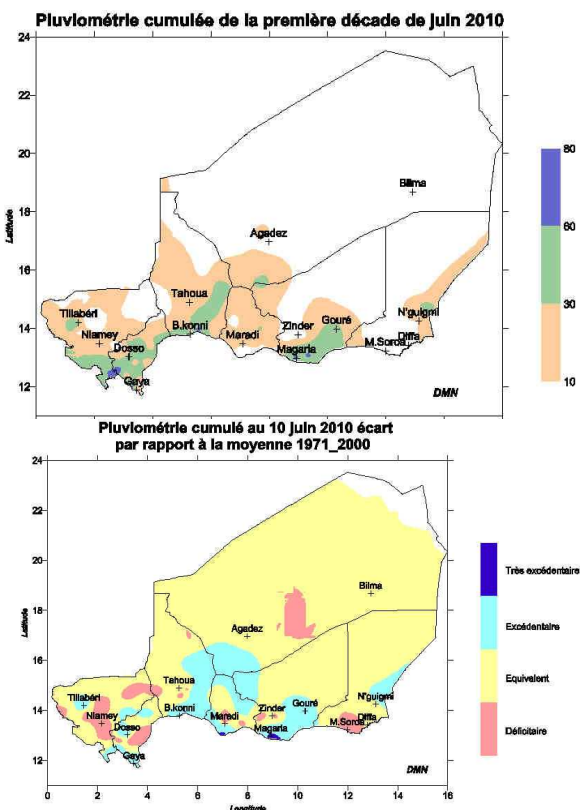 Pluviométrie cumulée de la première décade de juin 2010
24
22
20
18
16
14
12
Latitude
Bilma
Agadez
Tahoua
Tillabéri
Niamey
Dosso
B.konni
Gaya
Maradi
Zinder
Gouré
Magaria
N'guigmi
M.Soroa
Diffa
DMN
80
60
30
10
Pluviométrie cumulé au 10 juin 2010 écart
par rapport à la moyenne 1971_2000
24
22
20
18
16
14
12
Latitude
Bilma
Agadez
Tahoua
Tillabéri
Niamey
Dosso
B.konni
Gaya
Maradi
Zinder
Gouré
Magaria
N'guigmi
M.Soroa
Diffa
DMN
0 2 4 6 8 10 12 14 16
Longitude
Très excédentaire
Excédentaire
Equivalent
Déficitaire